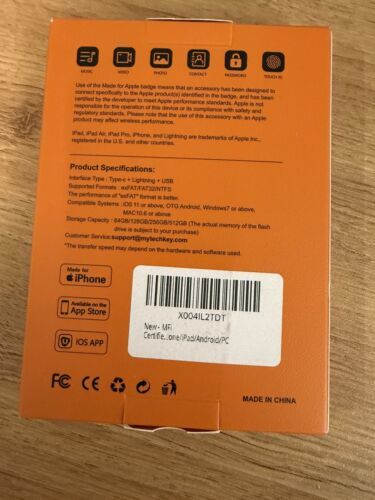 MUSIC VIDEO PHOTO CONTACT PASSWORD TOUCH ID
Use of the Made for Apple badge means that an accessory has been designed to
connect specifically to the Apple product(s) identified in the badge, and has been
certified by the developer to meet Apple performance standards. Apple is not
responsible for the operation of this device or its compliance with safety and
regulatory standards. Please note that the use of this accessory with an Apple
product may affect wireless performance.
iPad, iPad Air, iPad Pro, iPhone, and Lightning are trademarks of Apple Inc.,
registered in the U.S. and other countries.
Product Specifications:
Interface Type : Type-c + Lightning + USB
Supported Formats : exFAT/FAT32/NTFS
The performance of "exFAT" format is better.
Compatible Systems : iOS 11 or above, OTG Android, Windows7 or above,
MAC10.6 or above
Storage Capacity : 64GB/128GB/256GB/512GB (The actual memory of the flash
drive is subject to your purchase)
Customer Service:support@mytechkey.com
*The transfer speed may depend on the hardware and software used.
Made for
iPhone
Available on the
App Store
iOS APP
X004IL2TDT
New - MFi
Certifie...one/iPad/Android/PC
FC CE
MADE IN CHINA